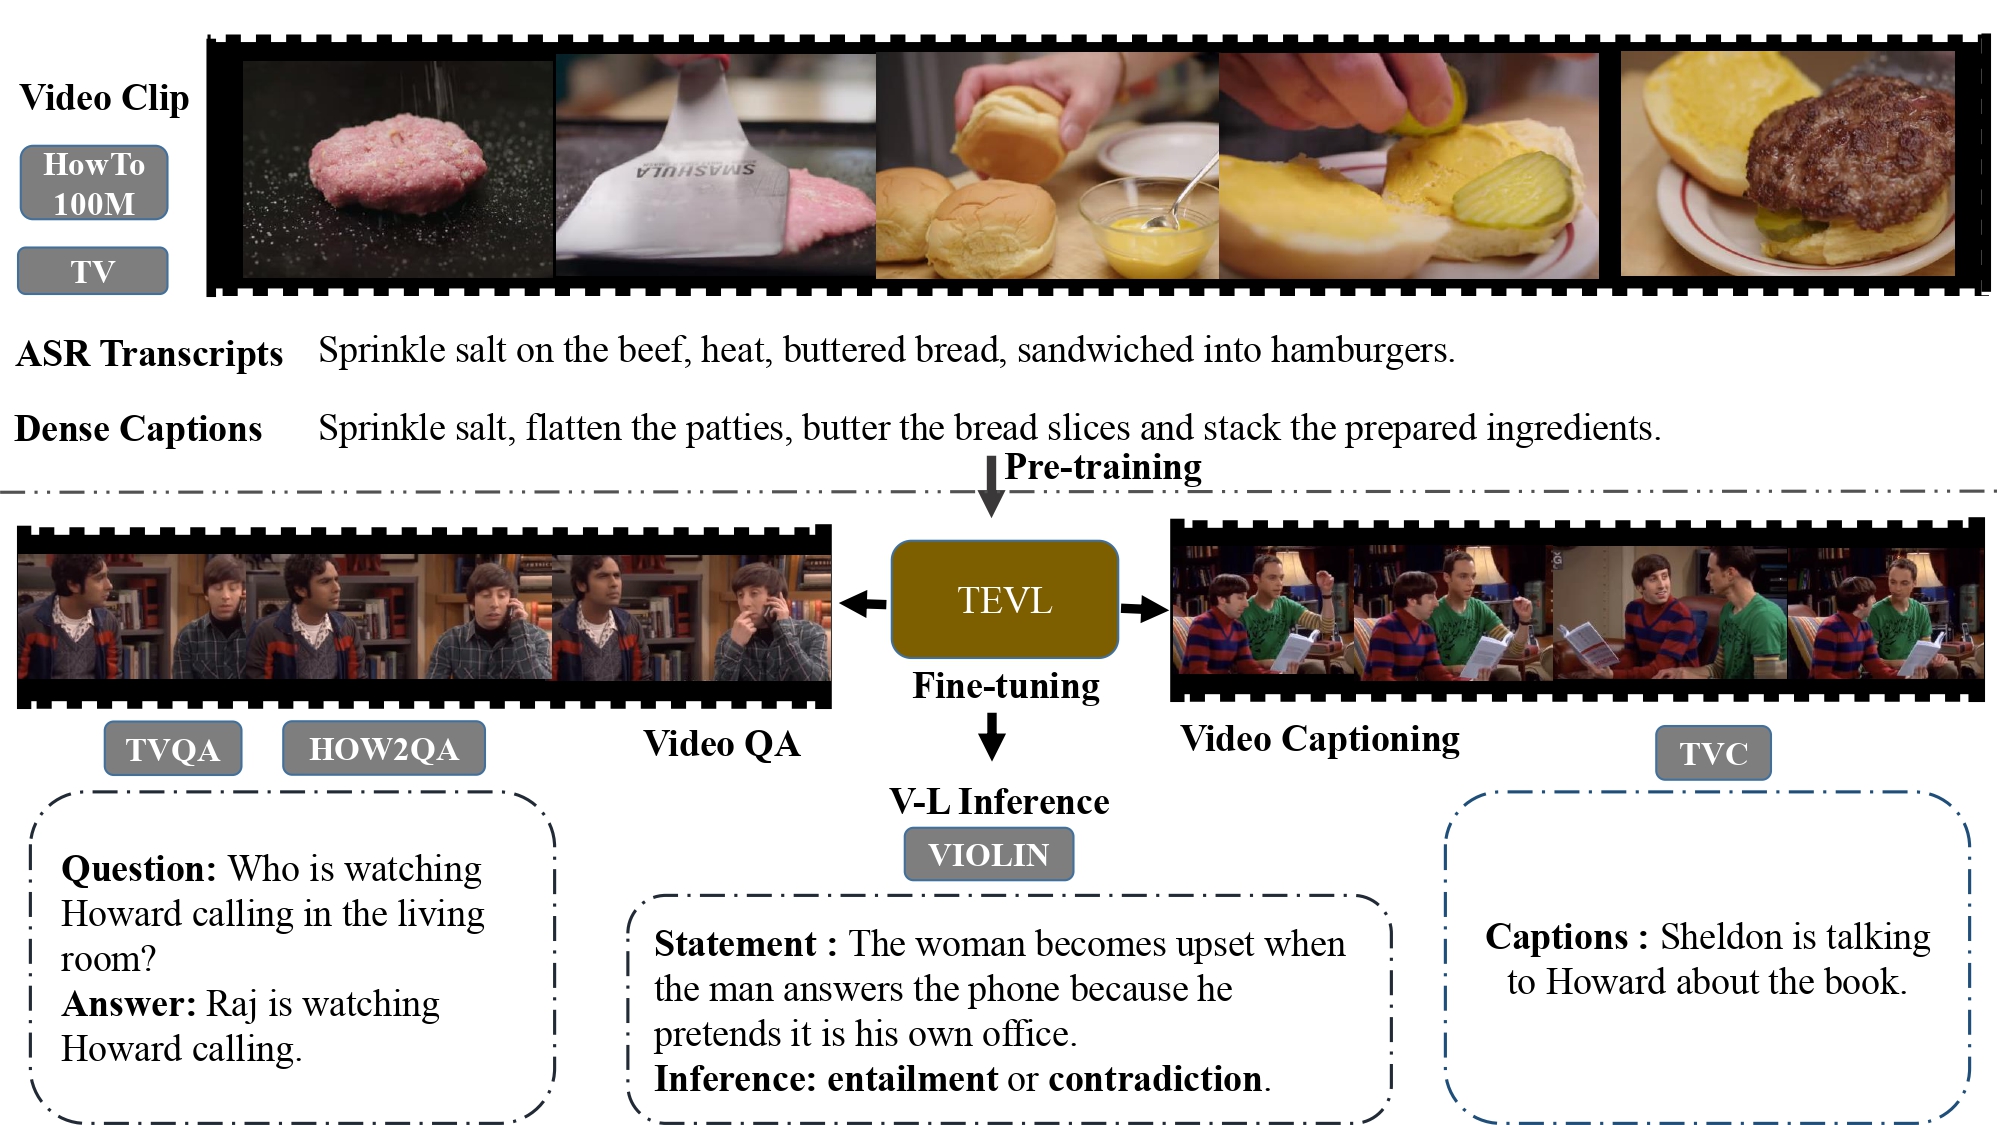 Video Clip
HowTo
100M
TV
SMASHULA
ASR Transcripts Sprinkle salt on the beef, heat, buttered bread, sandwiched into hamburgers.
Dense Captions Sprinkle salt, flatten the patties, butter the bread slices and stack the prepared ingredients.
Pre-training
TEVL
Fine-tuning
TVQA
HOW2QA
Video QA
Question: Who is watching
Howard calling in the living
room?
Answer: Raj is watching
Howard calling.
V-L Inference
VIOLIN
Statement : The woman becomes upset when
the man answers the phone because he
pretends it is his own office.
Inference: entailment or contradiction.
Video Captioning
TVC
Captions : Sheldon is talking
to Howard about the book.